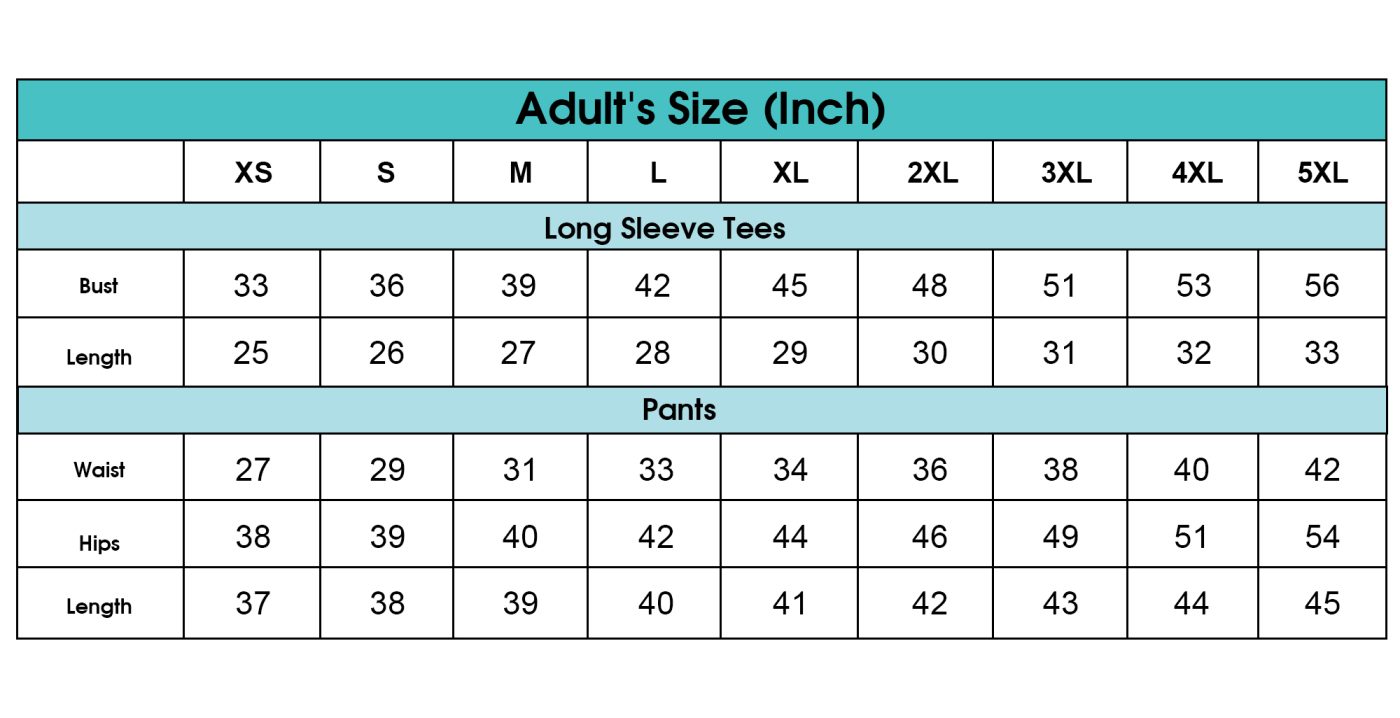 Adult's Size (Inch)
XS S M L XL 2XL 3XL 4XL 5XL
Long Sleeve Tees
Bust 33 36 39 42 45 48 51 53 56
Length 25 26 27 28 29 30 31 32 33
Pants
Waist 27 29 31 33 34 36 38 40 42
Hips 38 39 40 42 44 46 49 51 54
Length 37 38 39 40 41 42 43 44 45